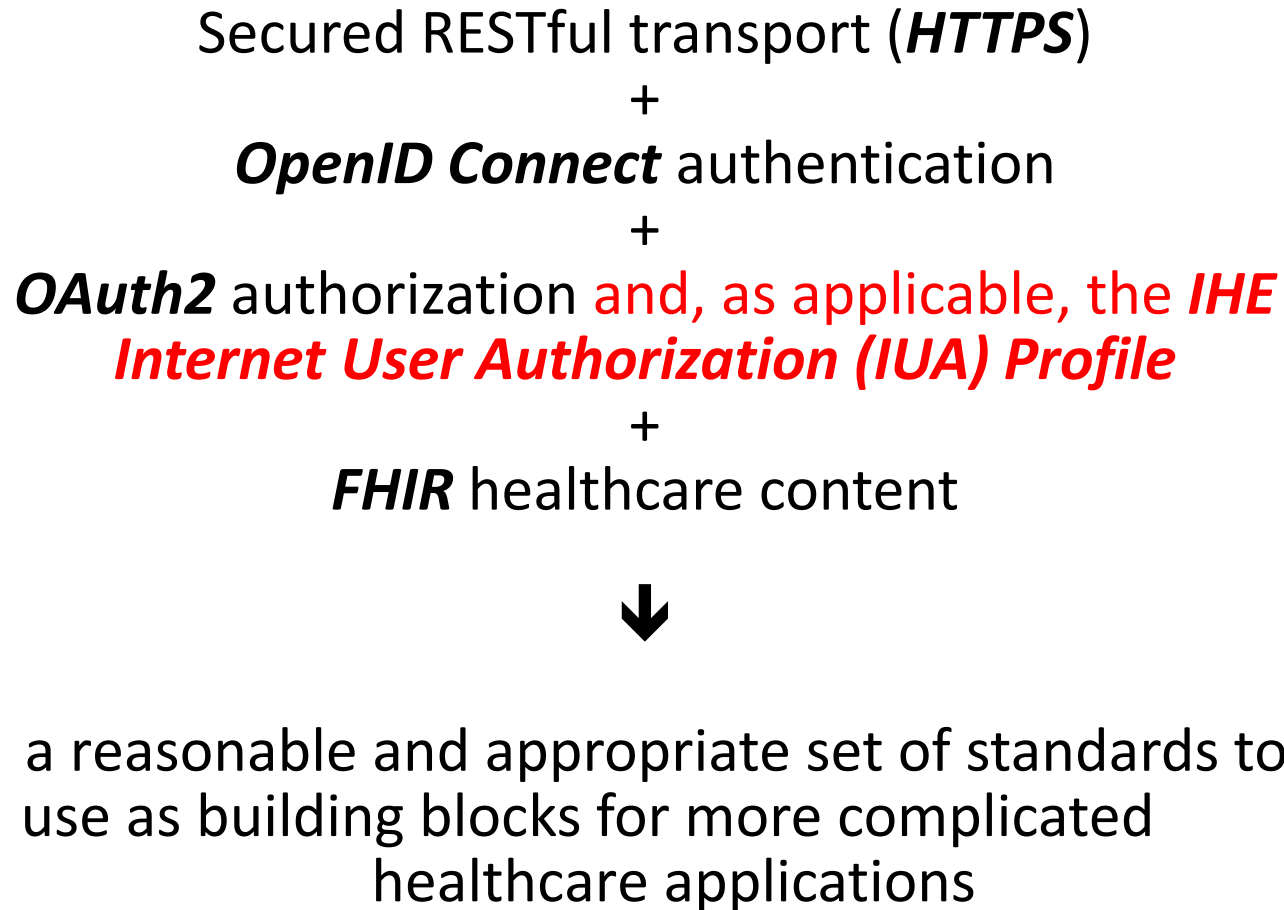 Secured RESTful transport (HTTPS)
+
OpenID Connect authentication
+
OAuth2 authorization and, as applicable, the IHE
Internet User Authorization (IUA) Profile
+
FHIR healthcare content
🡫
a reasonable and appropriate set of standards to
use as building blocks for more complicated
healthcare applications